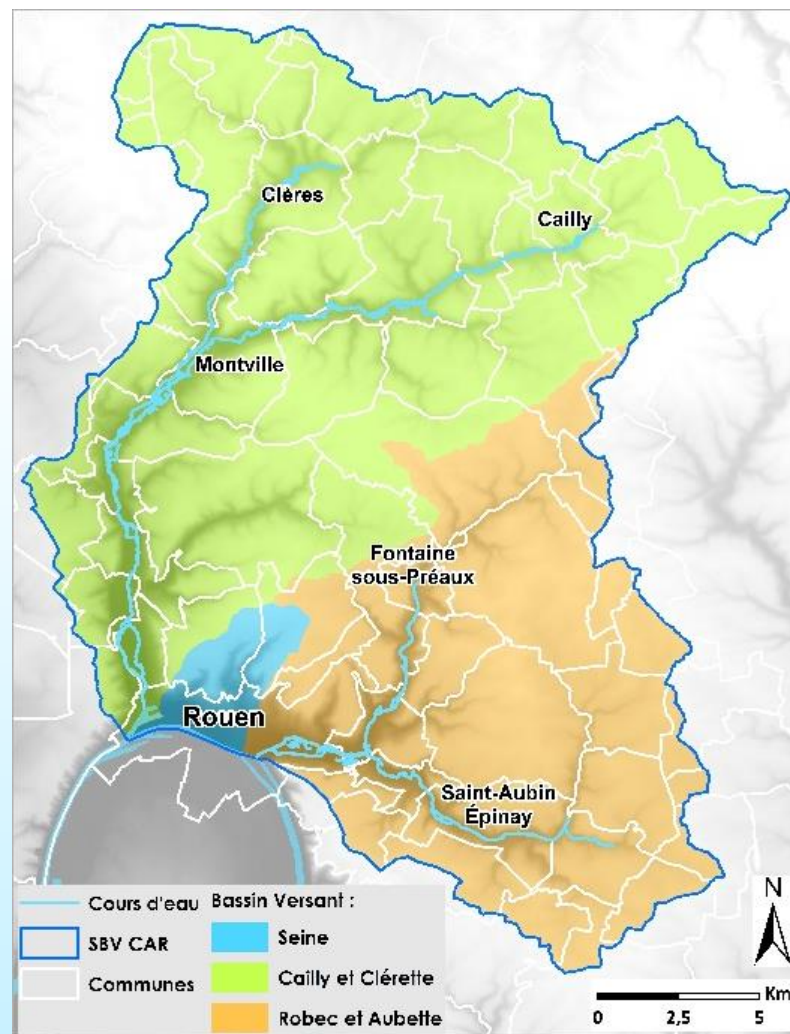 Clères
Cailly
Montville
Fontaine
sous-Préaux
Rouen
Saint-Aubin
Épinay
Cours d'eau
SBV CAR
Communes
Bassin Versant :
Seine
Cailly et Clérette
Robec et Aubette
N
Km
0 2,5 5